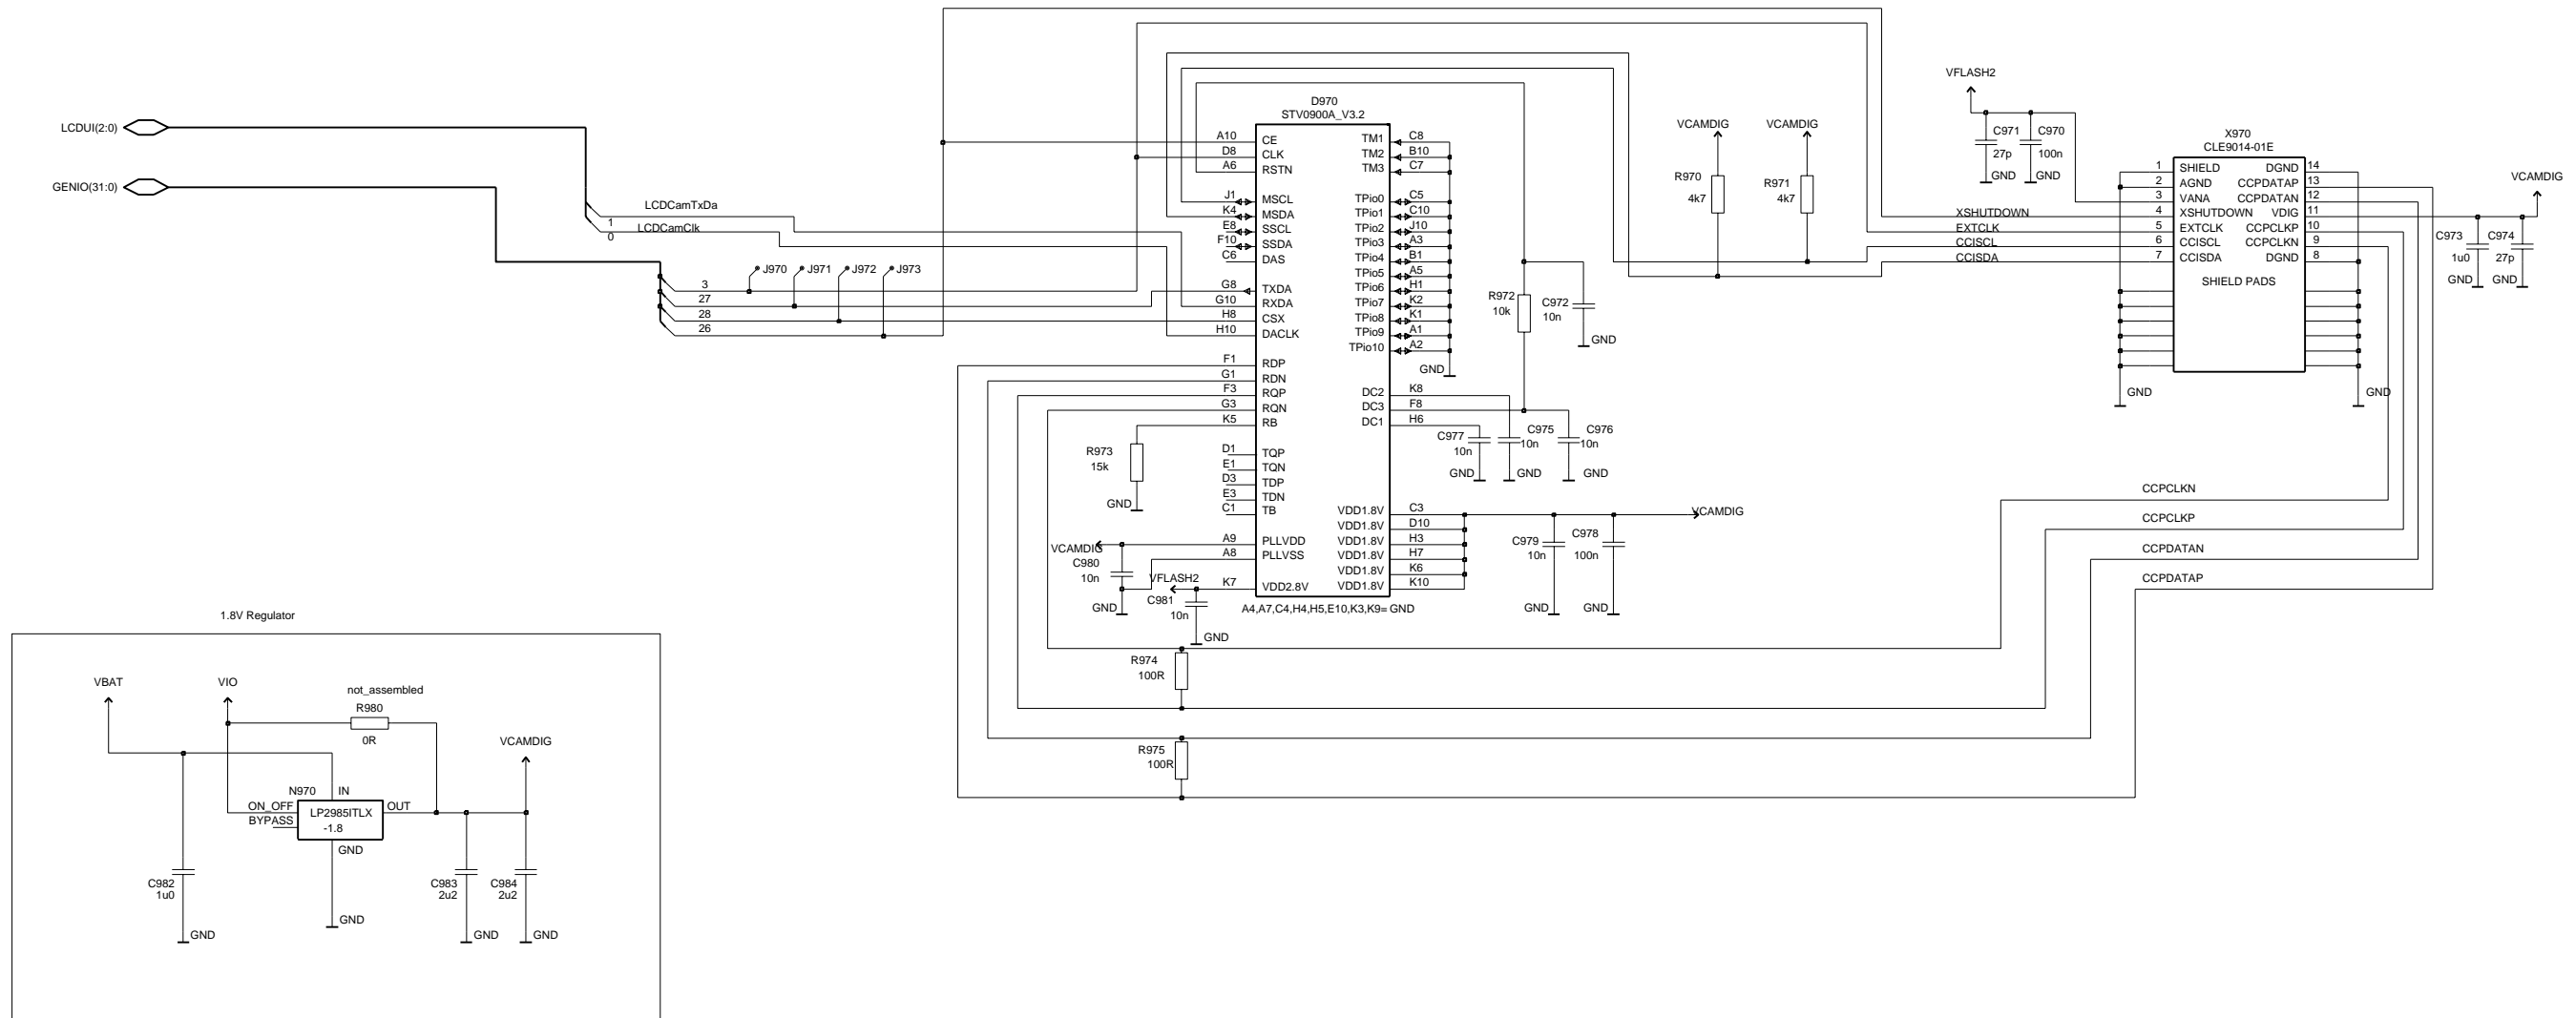 LCDUI(2:0)
GENIO(31:0)
LCDCamTxDa
1
LCDCamClk
0
J970
J971
J972
J973
3
27
28
26
D970
STV0900A_V3.2
A10 CE
D8 CLK
A6 RSTN
J1 MSCL
K4 MSDA
E8 SSCL
F10 SSDA
C6 DAS
G8 TXDA
G10 RXDA
H8 CSX
H10 DACLK
F1 RDP
G1 RDN
F3 RQP
G3 RQN
K5 RB
D1 TQP
E1 TQN
D3 TDP
E3 TDN
C1 TB
A9 PLLVDD
A8 PLLVSS
K7 VDD2.8V
TM1 C8
TM2 B10
TM3 C7
TPio0 C5
TPio1 C10
TPio2 J10
TPio3 A3
TPio4 B1
TPio5 A5
TPio6 H1
TPio7 K2
TPio8 K1
TPio9 A1
TPio10 A2
GND
DC2 K8
DC3 F8
DC1 H6
VDD1.8V C3
VDD1.8V D10
VDD1.8V H3
VDD1.8V H7
VDD1.8V K6
VDD1.8V K10
A4,A7,C4,H4,H5,E10,K3,K9= GND
R973
15k
GND
VCAMDIG
C980
10n
GND
VFLASH2
C981
10n
GND
R972
10k
C972
10n
GND
C977
10n
GND
C975
10n
GND
C976
10n
GND
VCAMDIG
C979
10n
GND
C978
100n
GND
R974
100R
R975
100R
VCAMDIG
R970
4k7
VCAMDIG
R971
4k7
VFLASH2
C971
27p
GND
C970
100n
GND
XSHUTDOWN
EXTCLK
CCISCL
CCISDA
X970
CLE9014-01E
1 SHIELD
2 AGND
3 VANA
4 XSHUTDOWN
5 EXTCLK
6 CCISCL
7 CCISDA
DGND 14
CCPDATAP 13
CCPDATAN 12
VDIG 11
CCPCLKP 10
CCPCLKN 9
DGND 8
SHIELD PADS
GND
GND
VCAMDIG
C973
1u0
GND
C974
27p
GND
CCPCLKN
CCPCLKP
CCPDATAN
CCPDATAP
1.8V Regulator
VBAT
VIO
not_assembled
R980
0R
VCAMDIG
N970
IN
ON_OFF
BYPASS
LP2985ITLX
-1.8
OUT
GND
C982
1u0
GND
GND
C983
2u2
GND
C984
2u2
GND